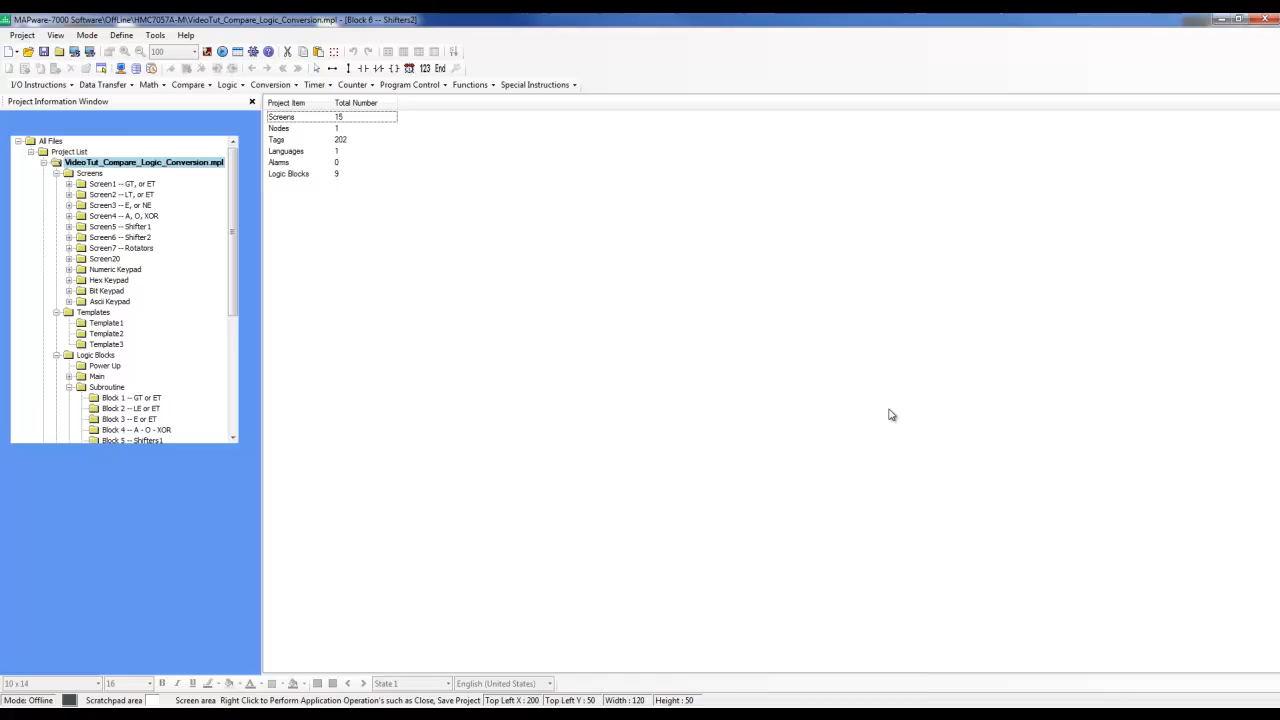 MAPware-7000 Software\OffLine\HMC7057A-M\VideoTut_Compare_Logic_Conversion.mpl - [Block 6 -- Shifters2]
Project View Mode Define Tools Help
100
123 End
I/O Instructions Data Transfer Math Compare Logic Conversion Timer Counter Program Control Functions Special Instructions
Project Information Window
Project Item Total Number
Screens 15
Nodes 1
Tags 202
Languages 1
Alarms 0
Logic Blocks 9
All Files
Project List
VideoTut_Compare_Logic_Conversion.mpl
Screens
Screen1 -- GT, or ET
Screen2 -- LT, or ET
Screen3 -- E, or NE
Screen4 -- A, O, XOR
Screen5 -- Shifter1
Screen6 -- Shifter2
Screen7 -- Rotators
Screen20
Numeric Keypad
Hex Keypad
Bit Keypad
Ascii Keypad
Templates
Template1
Template2
Template3
Logic Blocks
Power Up
Main
Subroutine
Block 1 -- GT or ET
Block 2 -- LE or ET
Block 3 -- E or ET
Block 4 -- A - O - XOR
Block 5 -- Shifters1
10 x 14 16 B I U A State 1 English (United States)
Mode: Offline Scratchpad area Screen area Right Click to Perform Application Operation's such as Close, Save Project Top Left X : 200 Top Left Y : 50 Width : 120 Height : 50